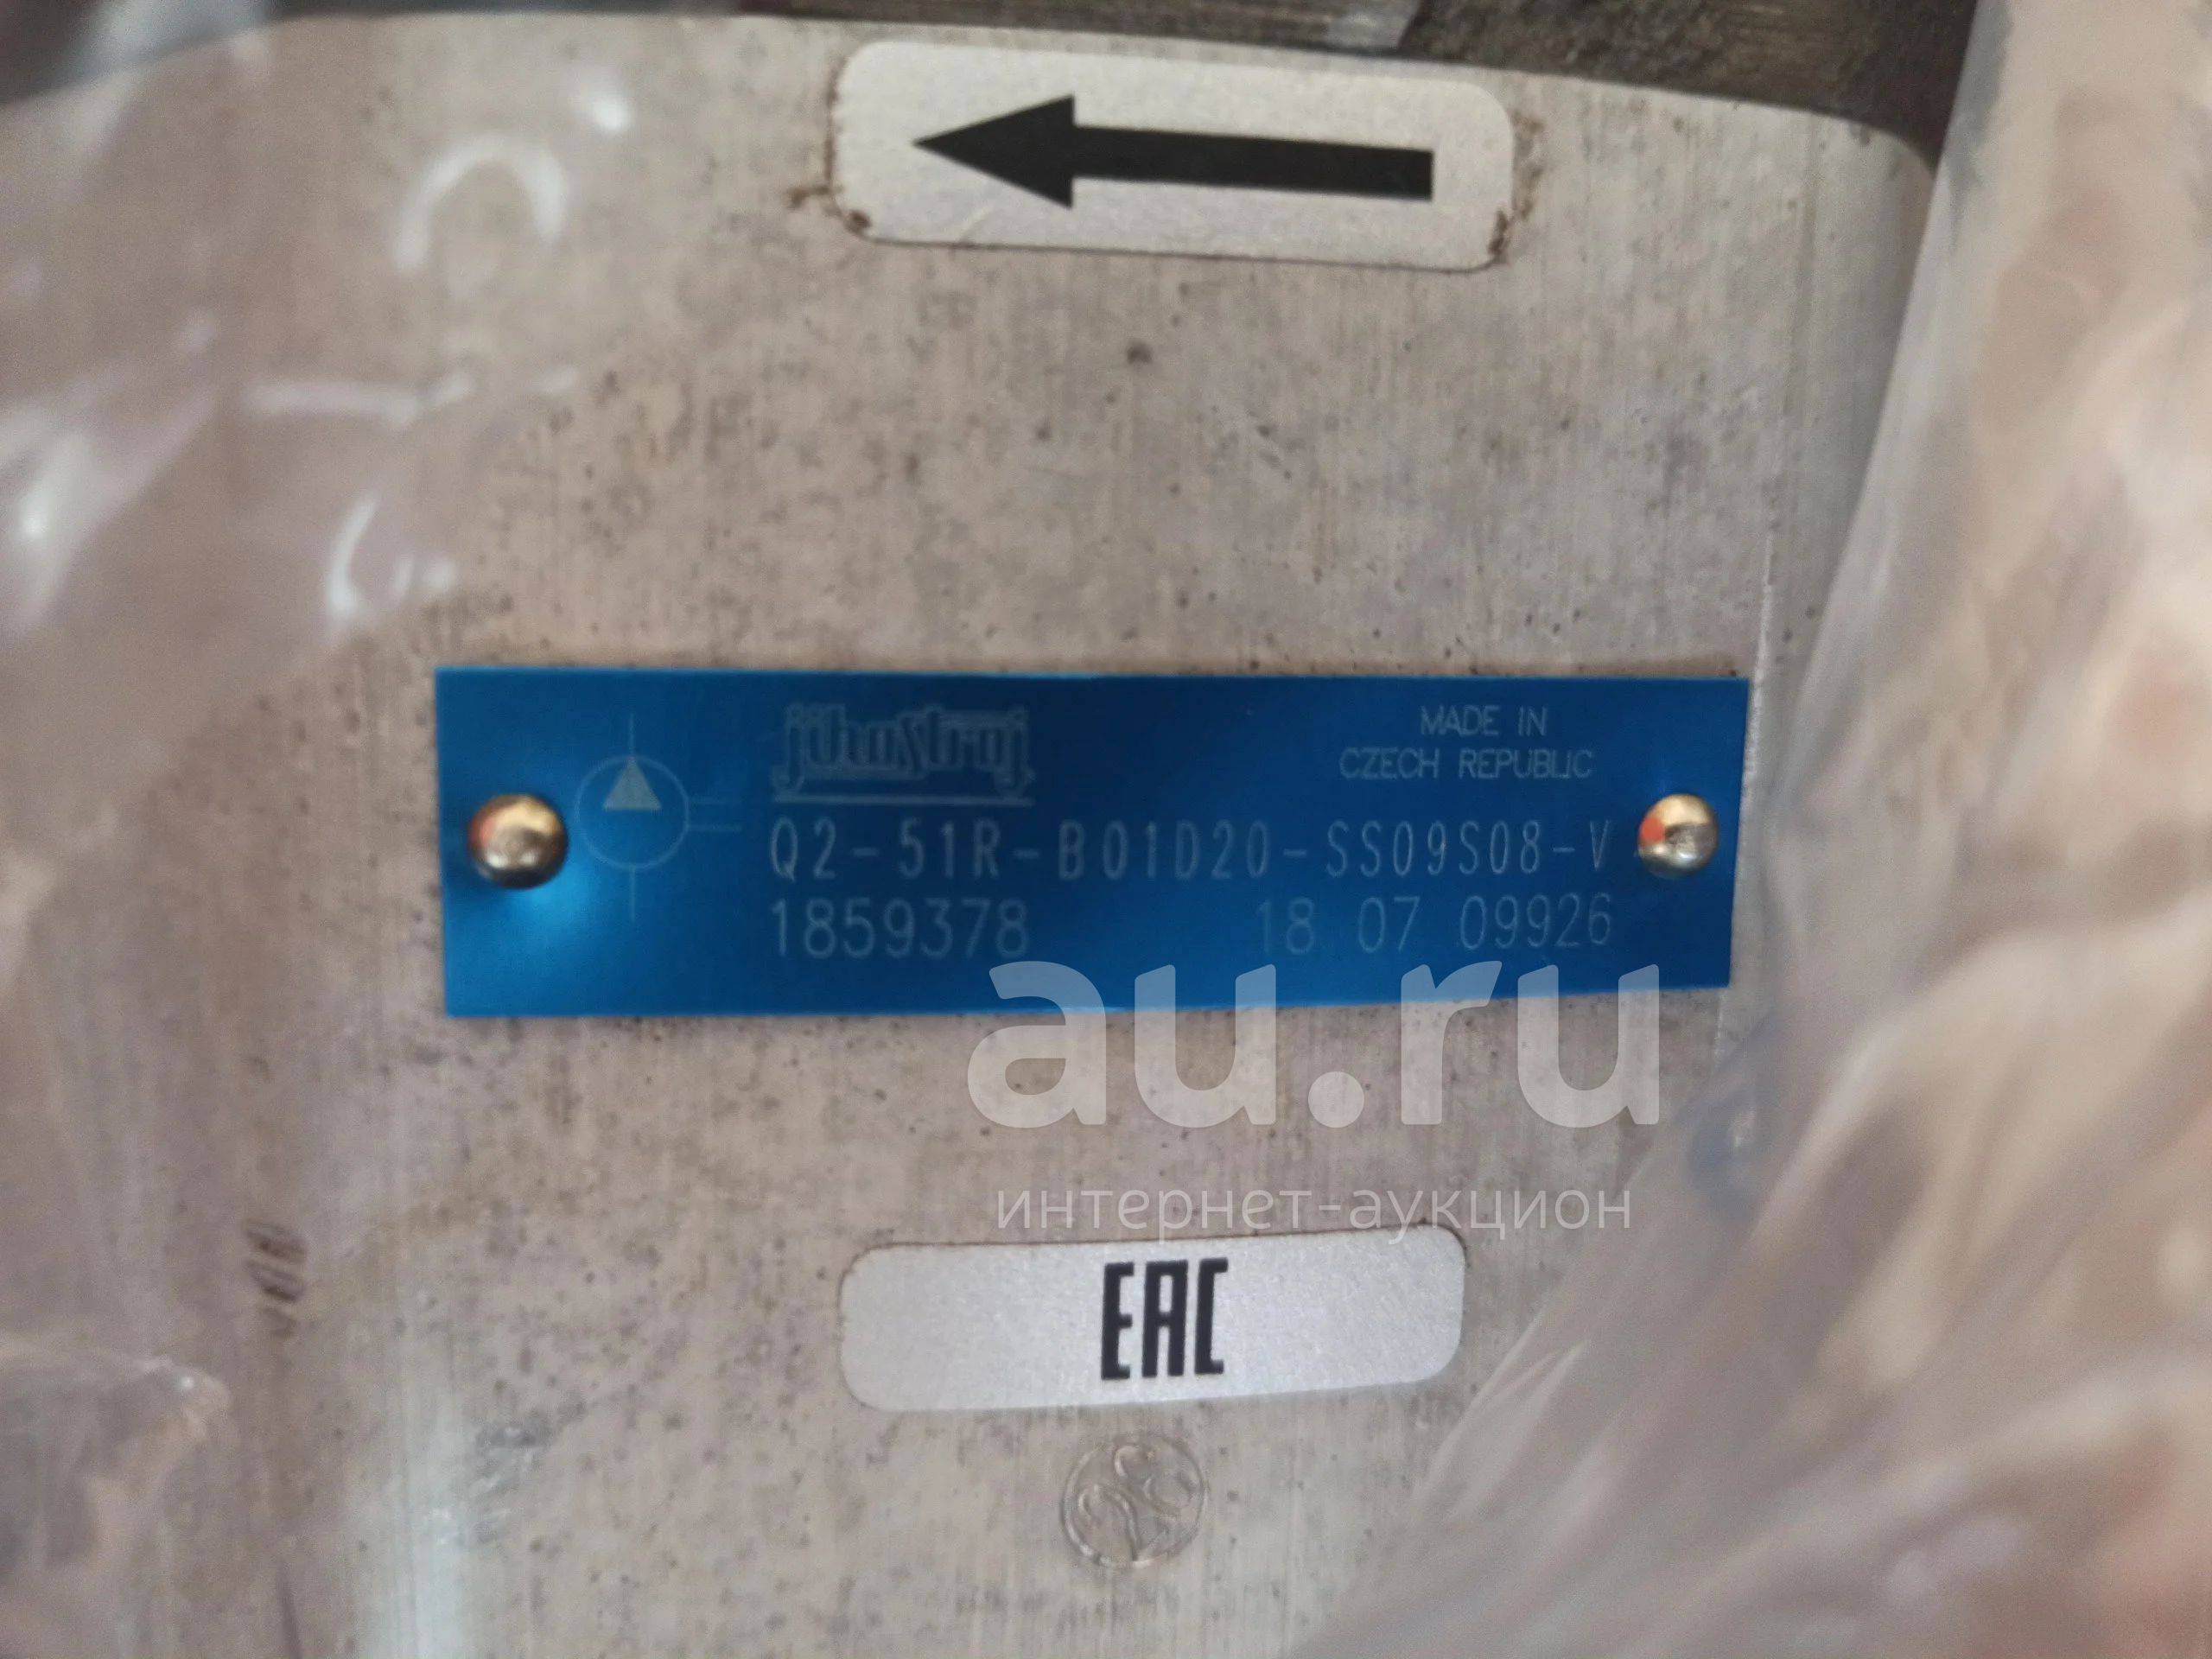 jihostroj
MADE IN
CZECH REPUBLIC
Q2-51R-B01D20-SS09S08-V
1859378 18 07 09926
au.ru
интернет-аукцион
EAC